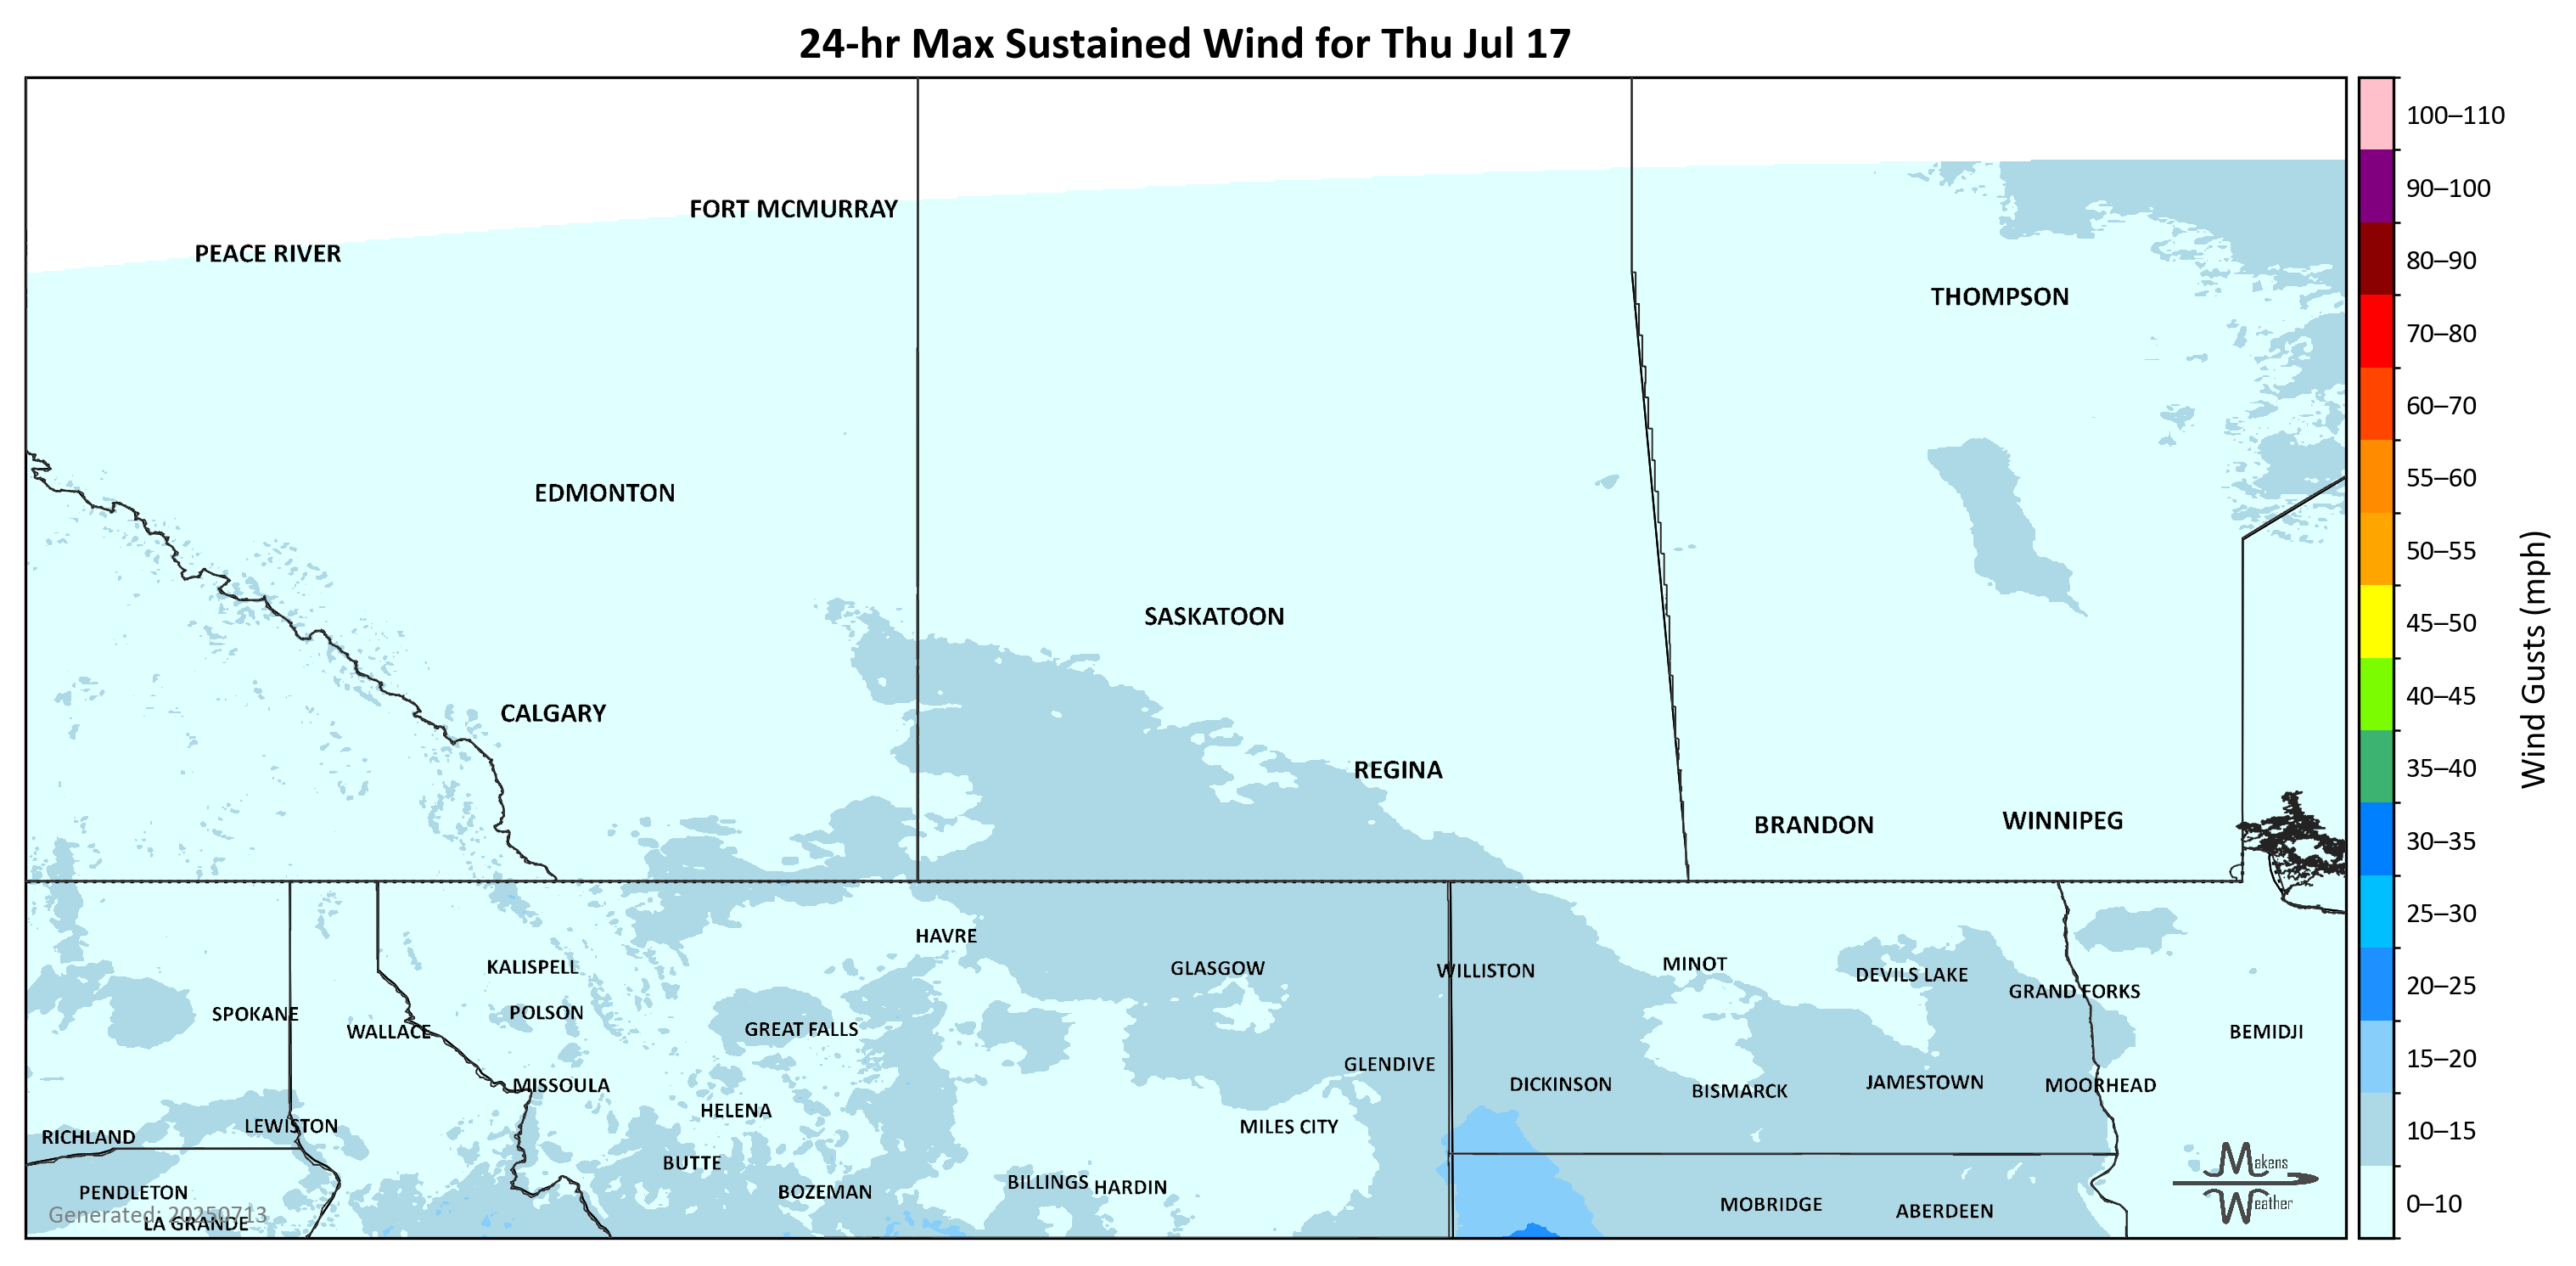 24-hr Max Sustained Wind for Thu Jul 17
100–110
90–100
FORT MCMURRAY
PEACE RIVER
80–90
THOMPSON
70–80
60–70
EDMONTON
55–60
50–55
SASKATOON
45–50
Wind Gusts (mph)
40–45
CALGARY
REGINA
35–40
BRANDON
WINNIPEG
30–35
25–30
HAVRE
KALISPELL
GLASGOW
WILLISTON
MINOT
DEVILS LAKE
20–25
GRAND FORKS
SPOKANE
POLSON
WALLACE
GREAT FALLS
BEMIDJI
15–20
GLENDIVE
MISSOULA
DICKINSON
BISMARCK
JAMESTOWN
MOORHEAD
HELENA
LEWISTON
MILES CITY
10–15
RICHLAND
BUTTE
Makens
Weather
PENDLETON
BOZEMAN
BILLINGS
HARDIN
MOBRIDGE
ABERDEEN
0–10
Generated: 20250713
LA GRANDE